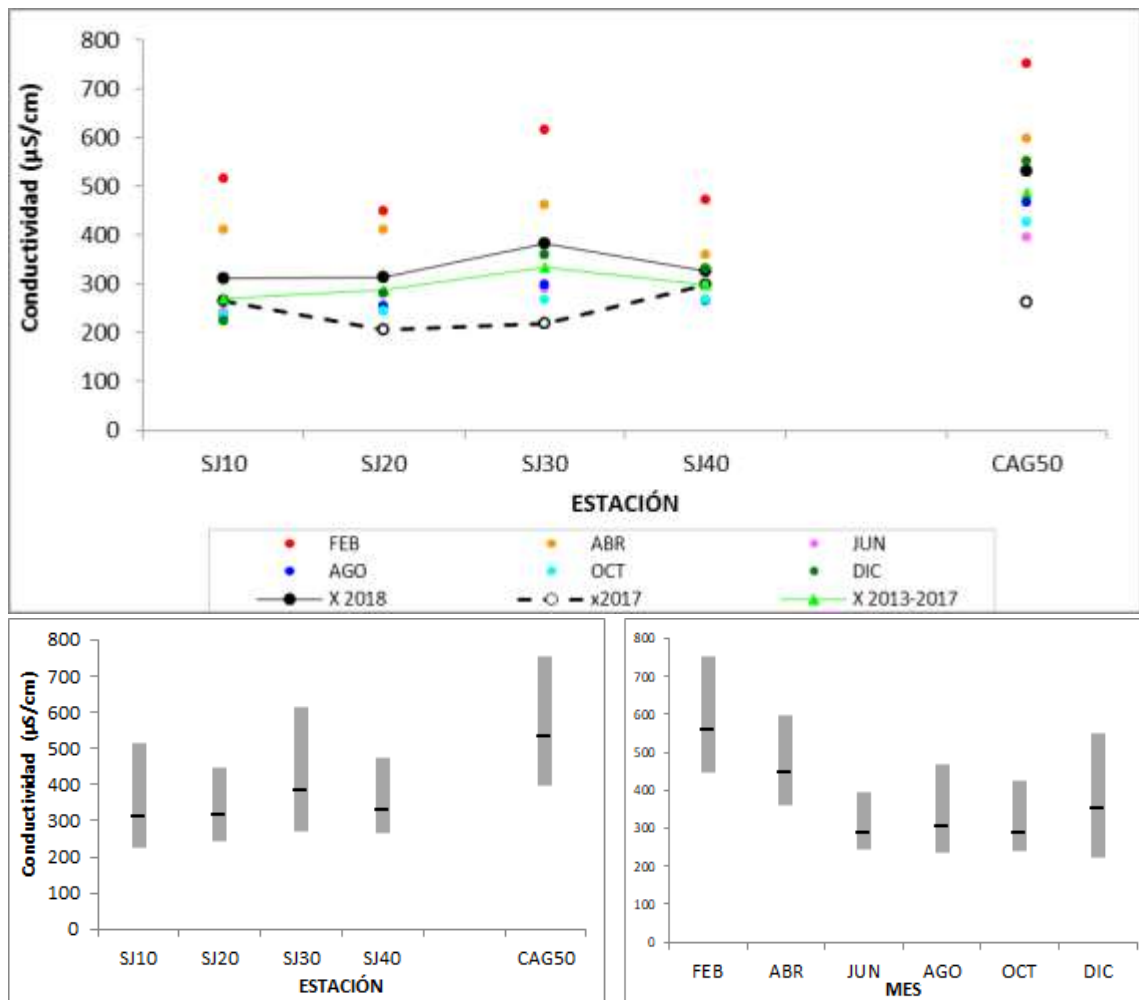 Conductividad (µS/cm)
800
700
600
500
400
300
200
100
0
SJ10 SJ20 SJ30 SJ40 CAG50
ESTACIÓN
FEB ABR JUN
AGO OCT DIC
X 2018 x2017 X 2013-2017
Conductividad (µS/cm)
800
700
600
500
400
300
200
100
0
SJ10 SJ20 SJ30 SJ40 CAG50
ESTACIÓN
800
700
600
500
400
300
200
100
0
FEB ABR JUN AGO OCT DIC
MES